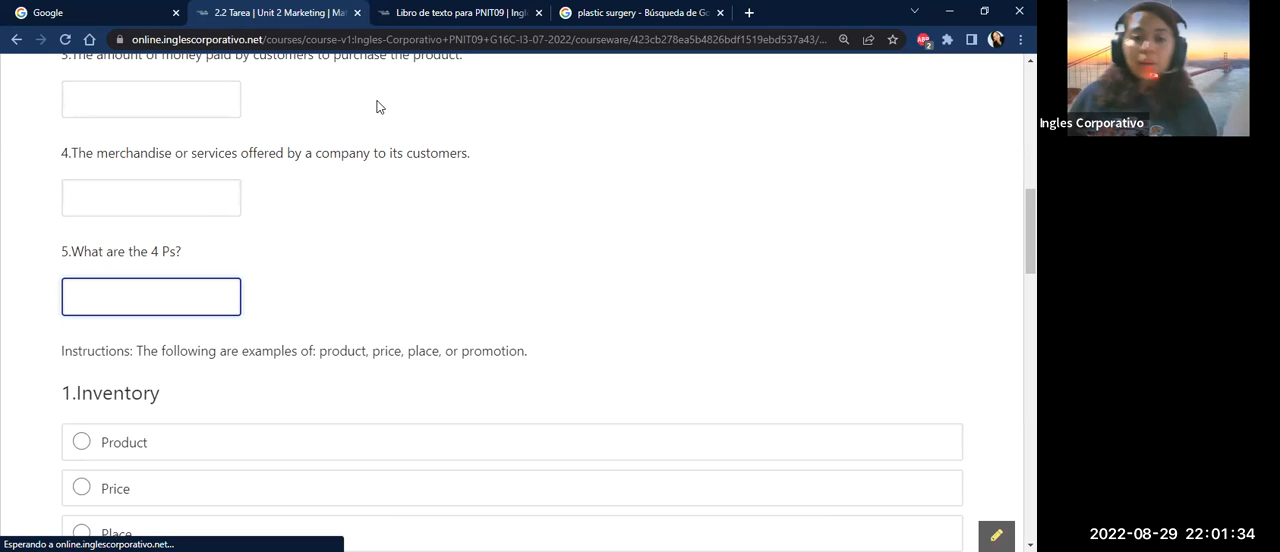 Google
2.2 Tarea | Unit 2 Marketing | Ma
Libro de texto para PNIT09 | Ingl
plastic surgery - Búsqueda de Go
online.inglescorporativo.net/courses/course-v1:Ingles-Corporativo+PNIT09+G16C-I3-07-2022/courseware/423cb278ea5b4826bdf1519ebd537a43/...
ABP
2
3.The amount of money paid by customers to purchase the product.
4.The merchandise or services offered by a company to its customers.
5.What are the 4 Ps?
Instructions: The following are examples of: product, price, place, or promotion.
1.Inventory
Product
Price
Place
Esperando a online.inglescorporativo.net...
Ingles Corporativo
2022-08-29 22:01:34